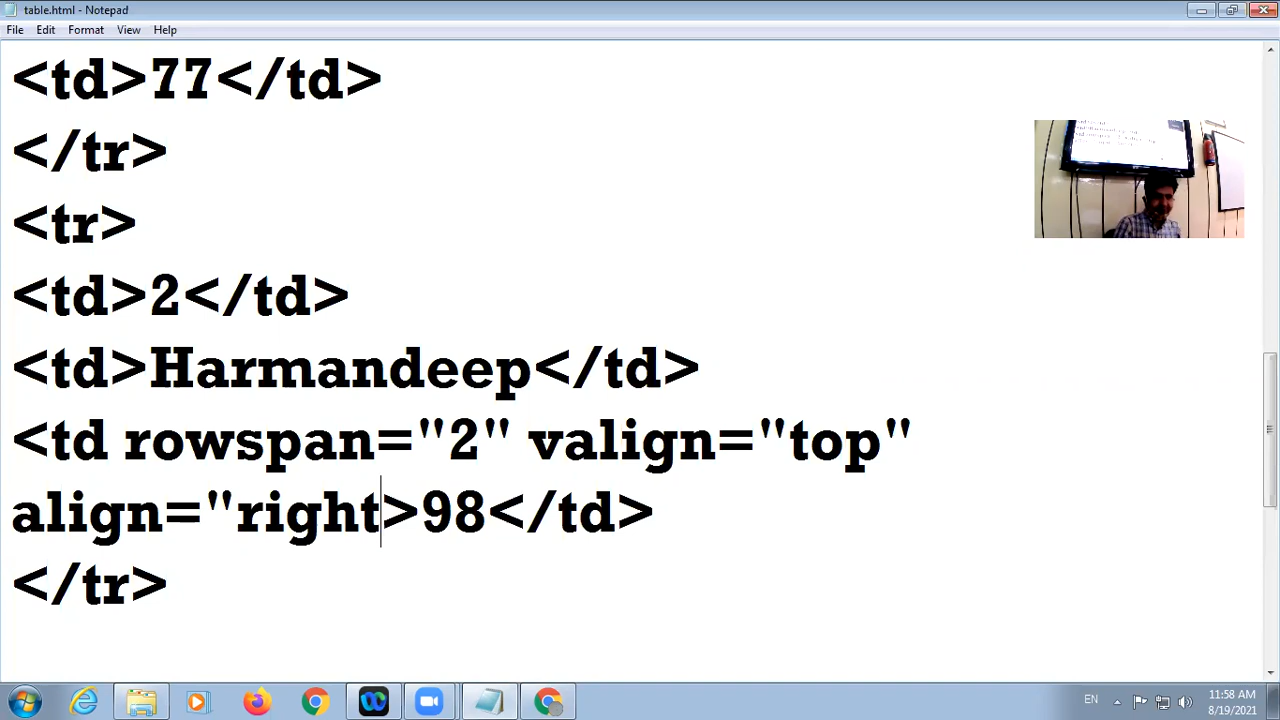 table.html - Notepad
File Edit Format View Help
<td>77</td>
</tr>
<tr>
<td>2</td>
<td>Harmandeep</td>
<td rowspan="2" valign="top"
align="right>98</td>
</tr>
EN
11:58 AM
8/19/2021